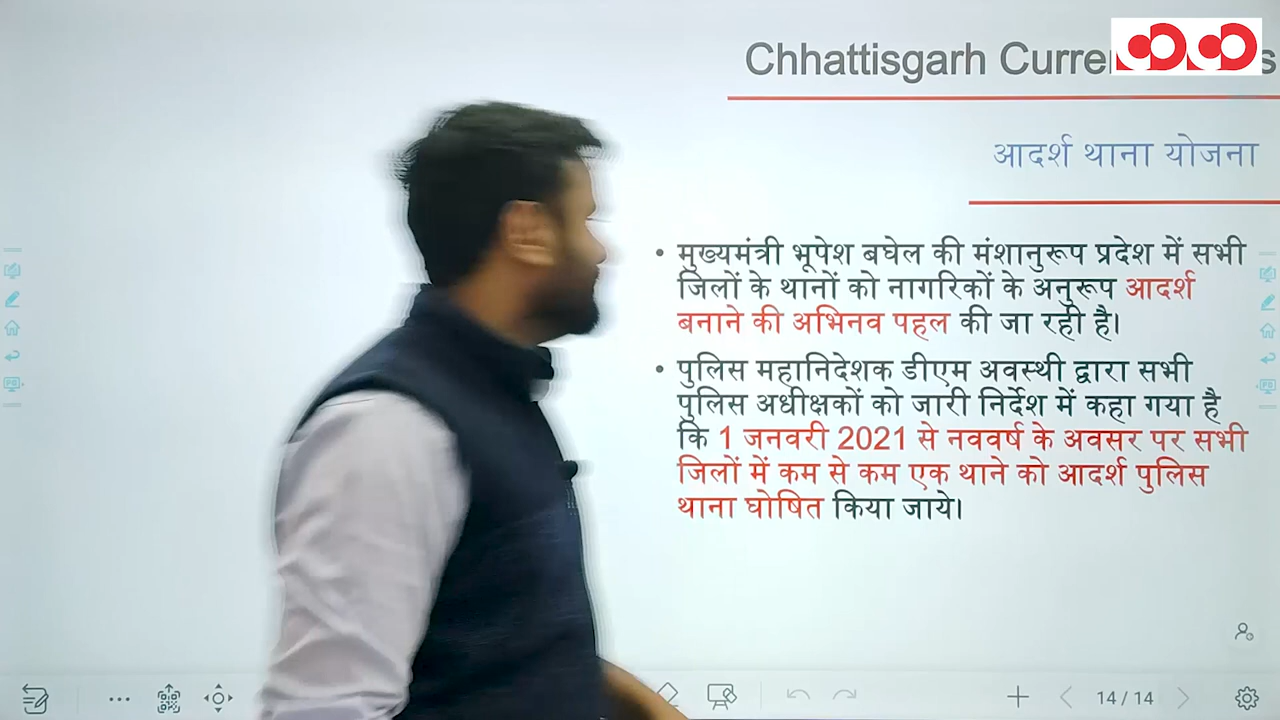 Chhattisgarh
आदर्श थाना योजना
• मुख्यमंत्री भूपेश बघेल की मंशानुरूप प्रदेश में सभी
जिलों के थानों को नागरिकों के अनुरूप आदर्श
बनाने की अभिनव पहल की जा रही है।
• पुलिस महानिदेशक डीएम अवस्थी द्वारा सभी
पुलिस अधीक्षकों को जारी निर्देश में कहा गया है
कि 1 जनवरी 2021 से नववर्ष के अवसर पर सभी
जिलों में कम से कम एक थाने को आदर्श पुलिस
थाना घोषित किया जाये।
14 / 14